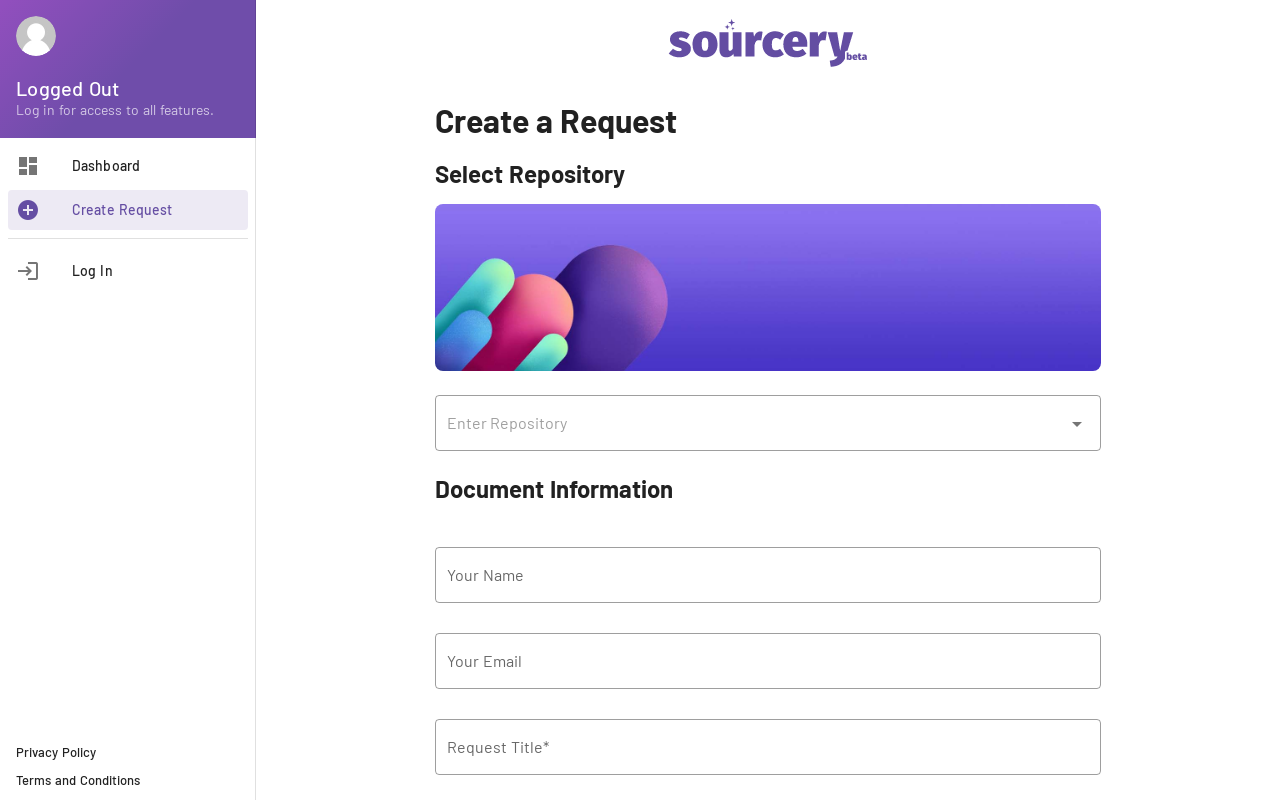 Logged Out
Log in for access to all features.
Dashboard
Create Request
Log In
Privacy Policy
Terms and Conditions
sourcery
beta
Create a Request
Select Repository
Enter Repository
Document Information
Your Name
Your Email
Request Title*